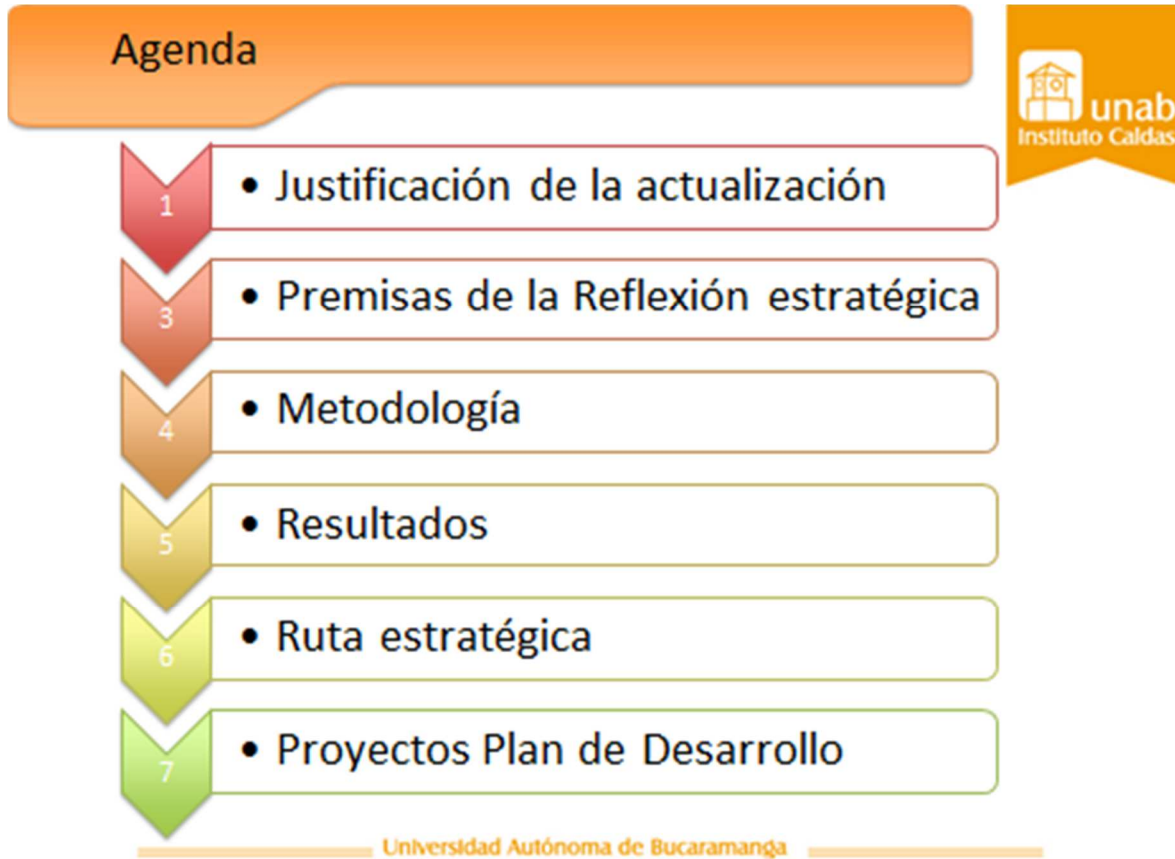 Agenda
unab
Instituto Caldas
1
• Justificación de la actualización
3
• Premisas de la Reflexión estratégica
4
• Metodología
5
• Resultados
6
• Ruta estratégica
7
• Proyectos Plan de Desarrollo
Universidad Autónoma de Bucaramanga